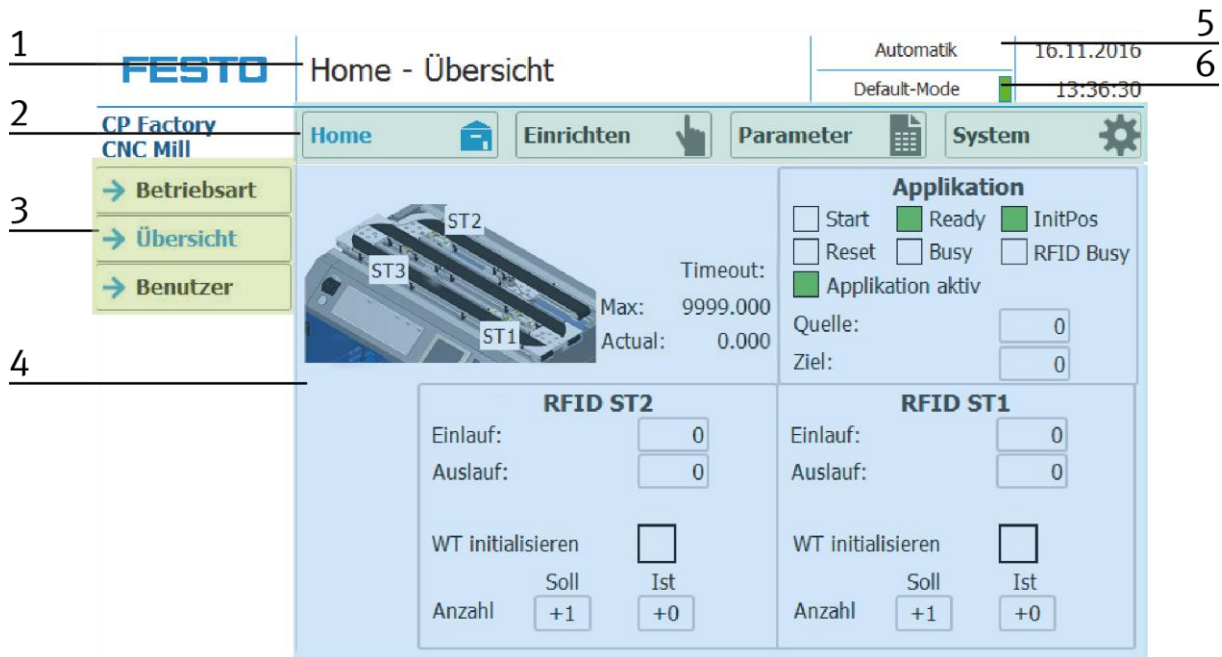 1
2
3
4
5
6
FESTO
Home - Übersicht
Automatik
16.11.2016
Default-Mode
13:36:30
CP Factory
CNC Mill
Home
Einrichten
Parameter
System
Betriebsart
Übersicht
Benutzer
ST2
ST3
ST1
Timeout:
Max: 9999.000
Actual: 0.000
Applikation
Start Ready InitPos
Reset Busy RFID Busy
Applikation aktiv
Quelle: 0
Ziel: 0
RFID ST2
Einlauf: 0
Auslauf: 0
WT initialisieren
Soll Ist
Anzahl +1 +0
RFID ST1
Einlauf: 0
Auslauf: 0
WT initialisieren
Soll Ist
Anzahl +1 +0